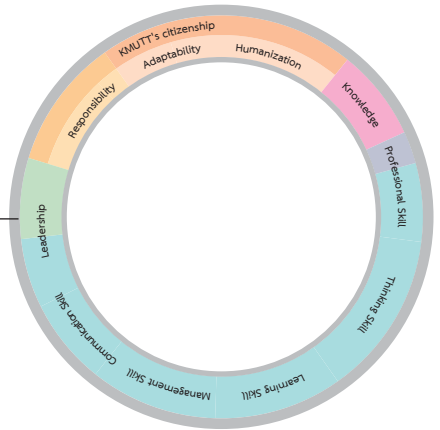 KMUTT's citizenship
Adaptability
Humanization
Knowledge
Professional Skill
Thinking Skill
Learning Skill
Management Skill
Communication Skill
Leadership
Responsibility